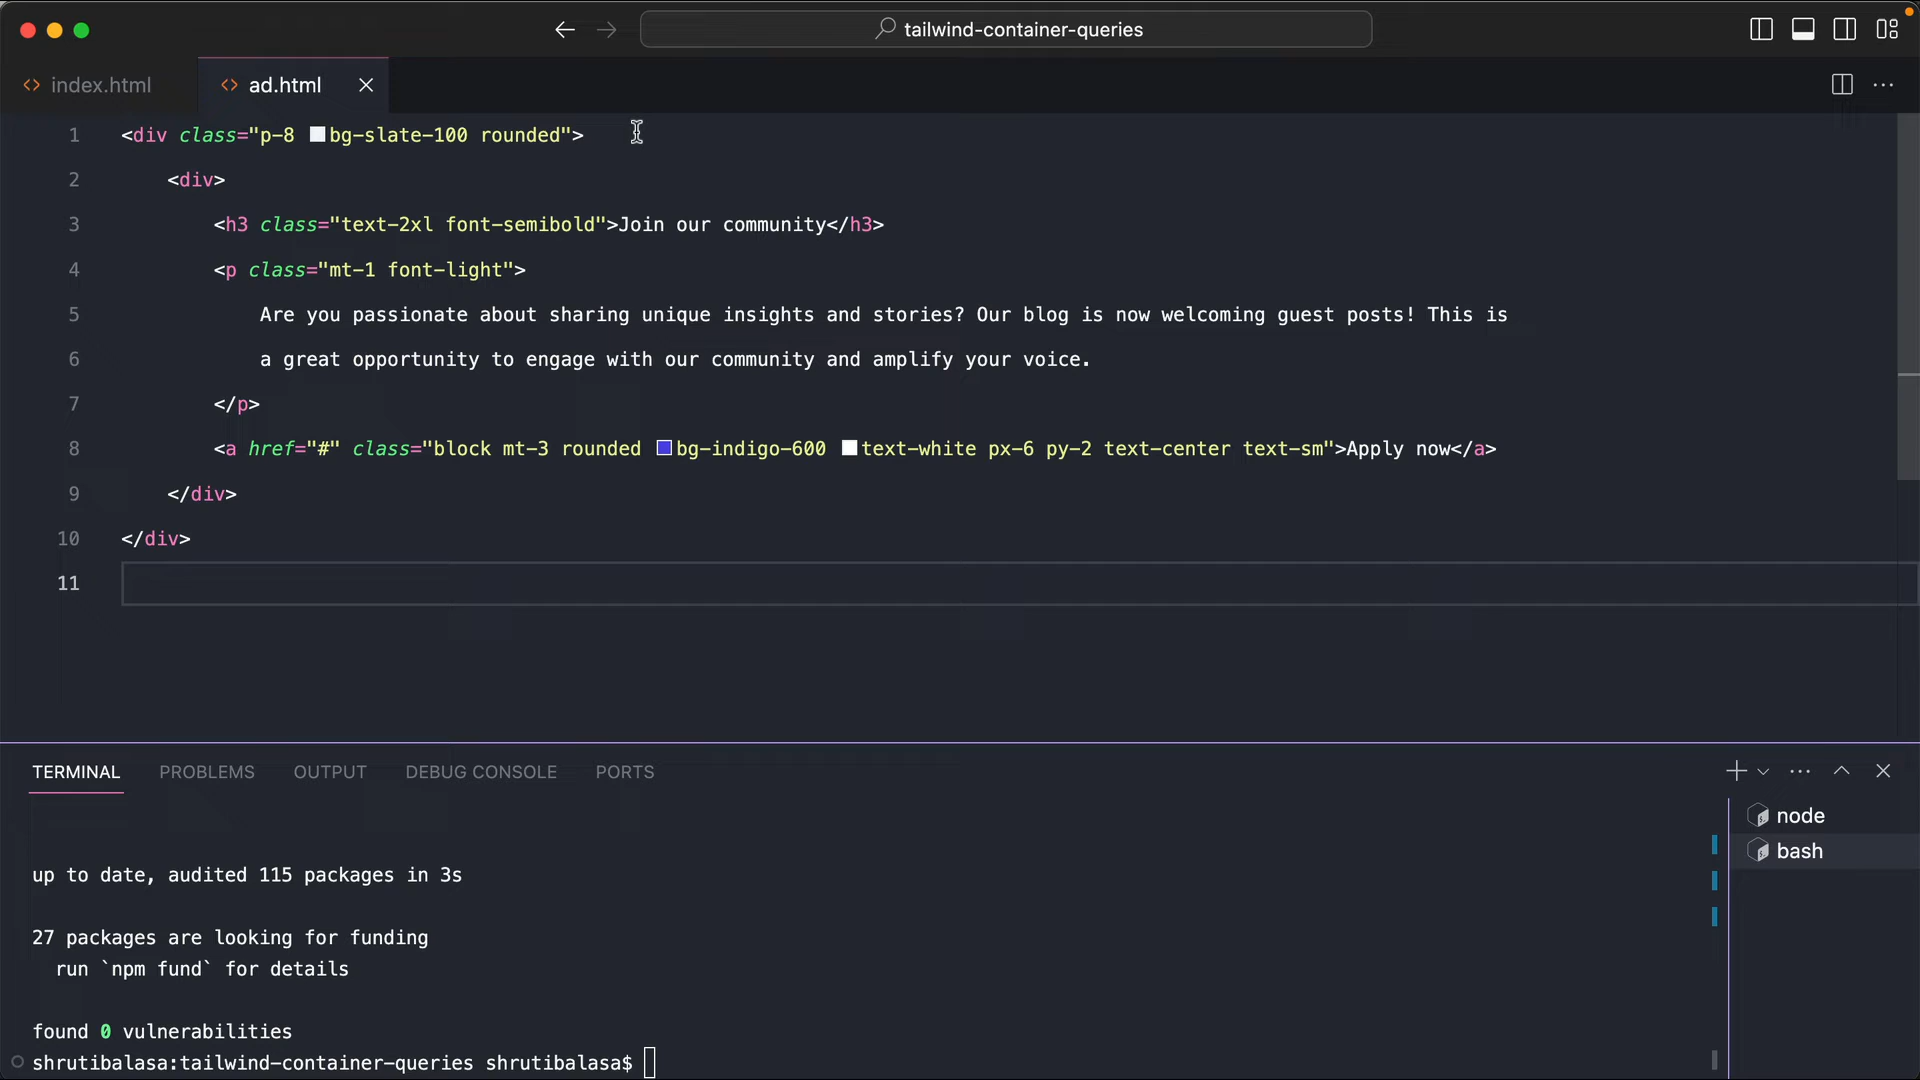 tailwind-container-queries
<> index.html
<> ad.html
1 <div class="p-8 bg-slate-100 rounded">
2 <div>
3 <h3 class="text-2xl font-semibold">Join our community</h3>
4 <p class="mt-1 font-light">
5 Are you passionate about sharing unique insights and stories? Our blog is now welcoming guest posts! This is
6 a great opportunity to engage with our community and amplify your voice.
7 </p>
8 <a href="#" class="block mt-3 rounded bg-indigo-600 text-white px-6 py-2 text-center text-sm">Apply now</a>
9 </div>
10 </div>
11
TERMINAL PROBLEMS OUTPUT DEBUG CONSOLE PORTS
node
bash
up to date, audited 115 packages in 3s
27 packages are looking for funding
run `npm fund` for details
found 0 vulnerabilities
shrutibalasa:tailwind-container-queries shrutibalasa$